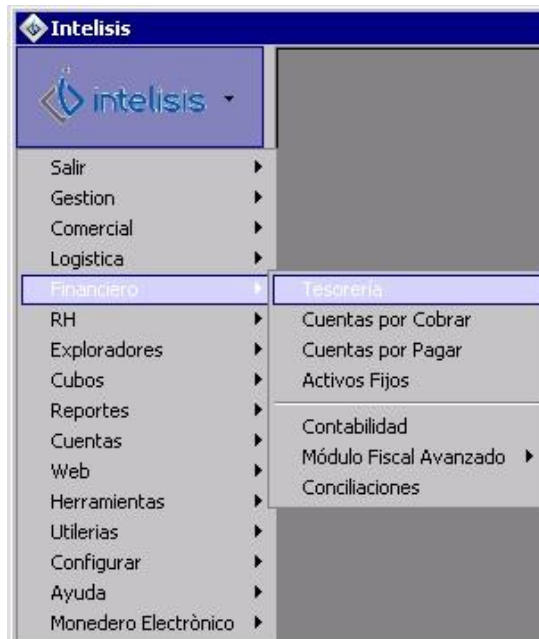 Intelisis
intelisis
Salir
Gestion
Comercial
Logistica
Financiero
RH
Exploradores
Cubos
Reportes
Cuentas
Web
Herramientas
Utilerias
Configurar
Ayuda
Monedero Electrònico
Tesorería
Cuentas por Cobrar
Cuentas por Pagar
Activos Fijos
Contabilidad
Módulo Fiscal Avanzado
Conciliaciones